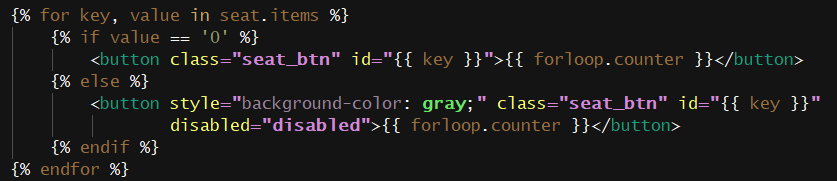 {% for key, value in seat.items %}
{% if value == 'O' %}
<button class="seat_btn" id="{{ key }}">{{ forloop.counter }}</button>
{% else %}
<button style="background-color: gray;" class="seat_btn" id="{{ key }}"
disabled="disabled">{{ forloop.counter }}</button>
{% endif %}
{% endfor %}